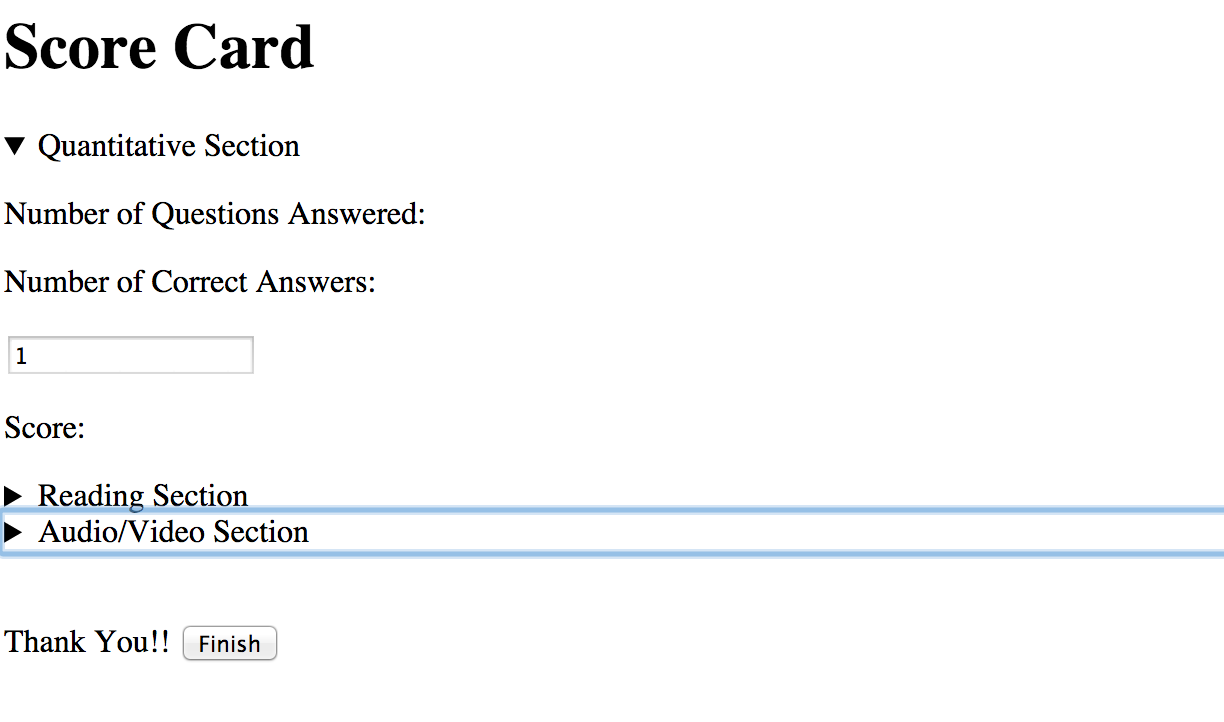 Score Card
Quantitative Section
Number of Questions Answered:
Number of Correct Answers:
1
Score:
Reading Section
Audio/Video Section
Thank You!! Finish